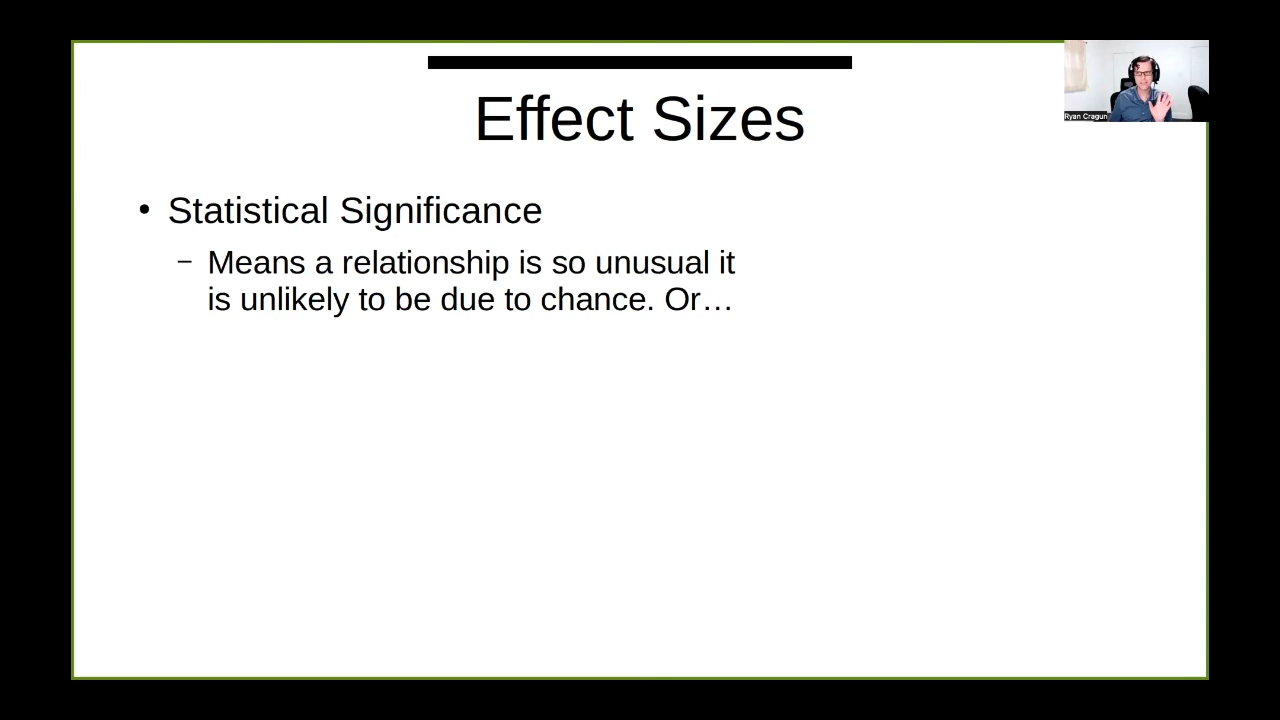 Effect Sizes
• Statistical Significance
– Means a relationship is so unusual it
is unlikely to be due to chance. Or…
Ryan Cragun